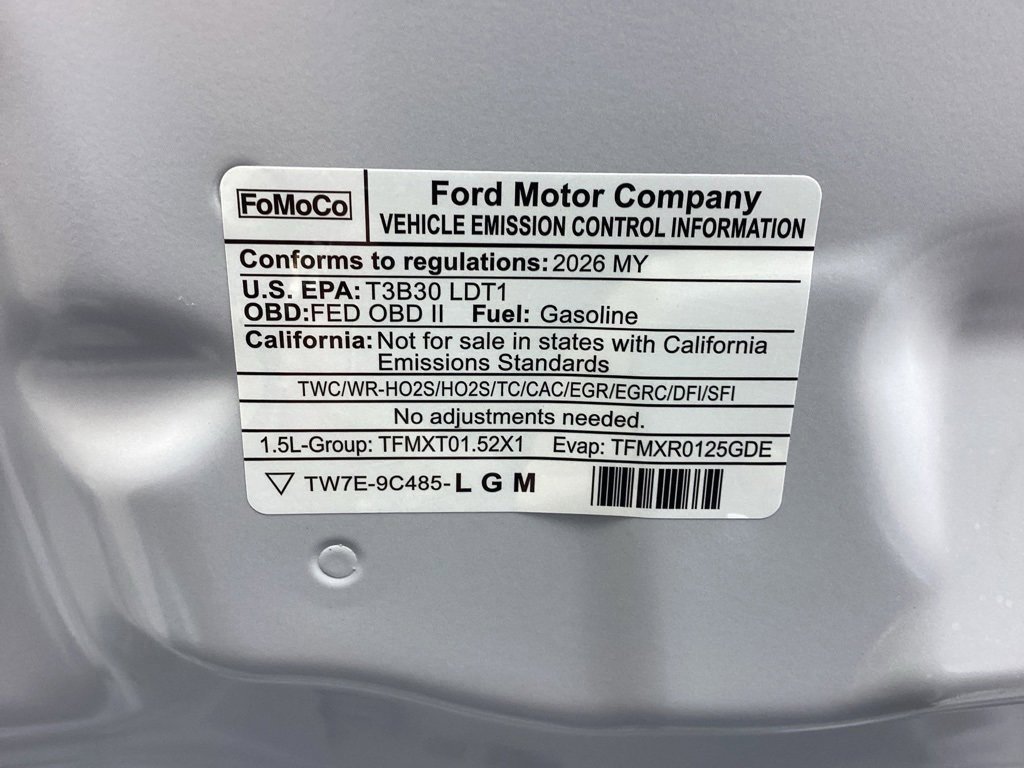 FoMoCo
Ford Motor Company
VEHICLE EMISSION CONTROL INFORMATION
Conforms to regulations: 2026 MY
U.S. EPA: T3B30 LDT1
OBD:FED OBD II Fuel: Gasoline
California: Not for sale in states with California
Emissions Standards
TWC/WR-HO2S/HO2S/TC/CAC/EGR/EGRC/DFI/SFI
No adjustments needed.
1.5L-Group: TFMXT01.52X1 Evap: TFMXR0125GDE
TW7E-9C485-L G M